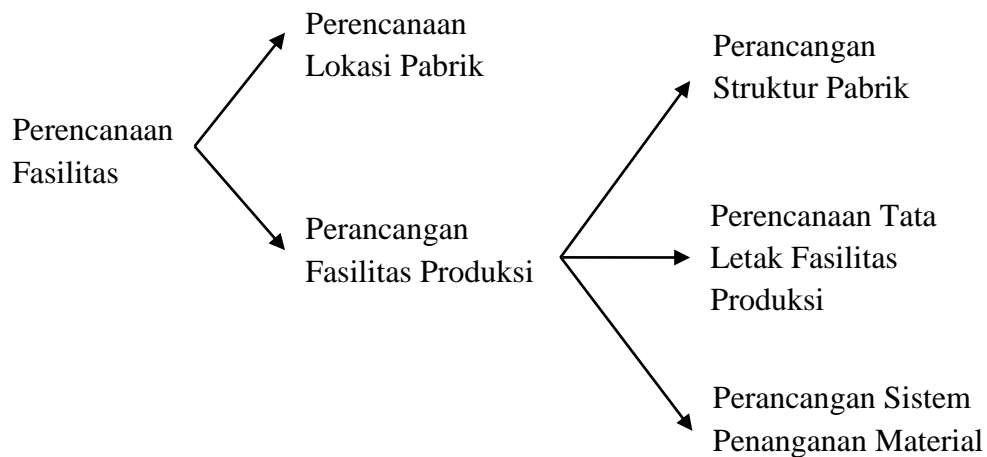 Perencanaan
Fasilitas
Perencanaan
Lokasi Pabrik
Perancangan
Fasilitas Produksi
Perancangan
Struktur Pabrik
Perencanaan Tata
Letak Fasilitas
Produksi
Perancangan Sistem
Penanganan Material